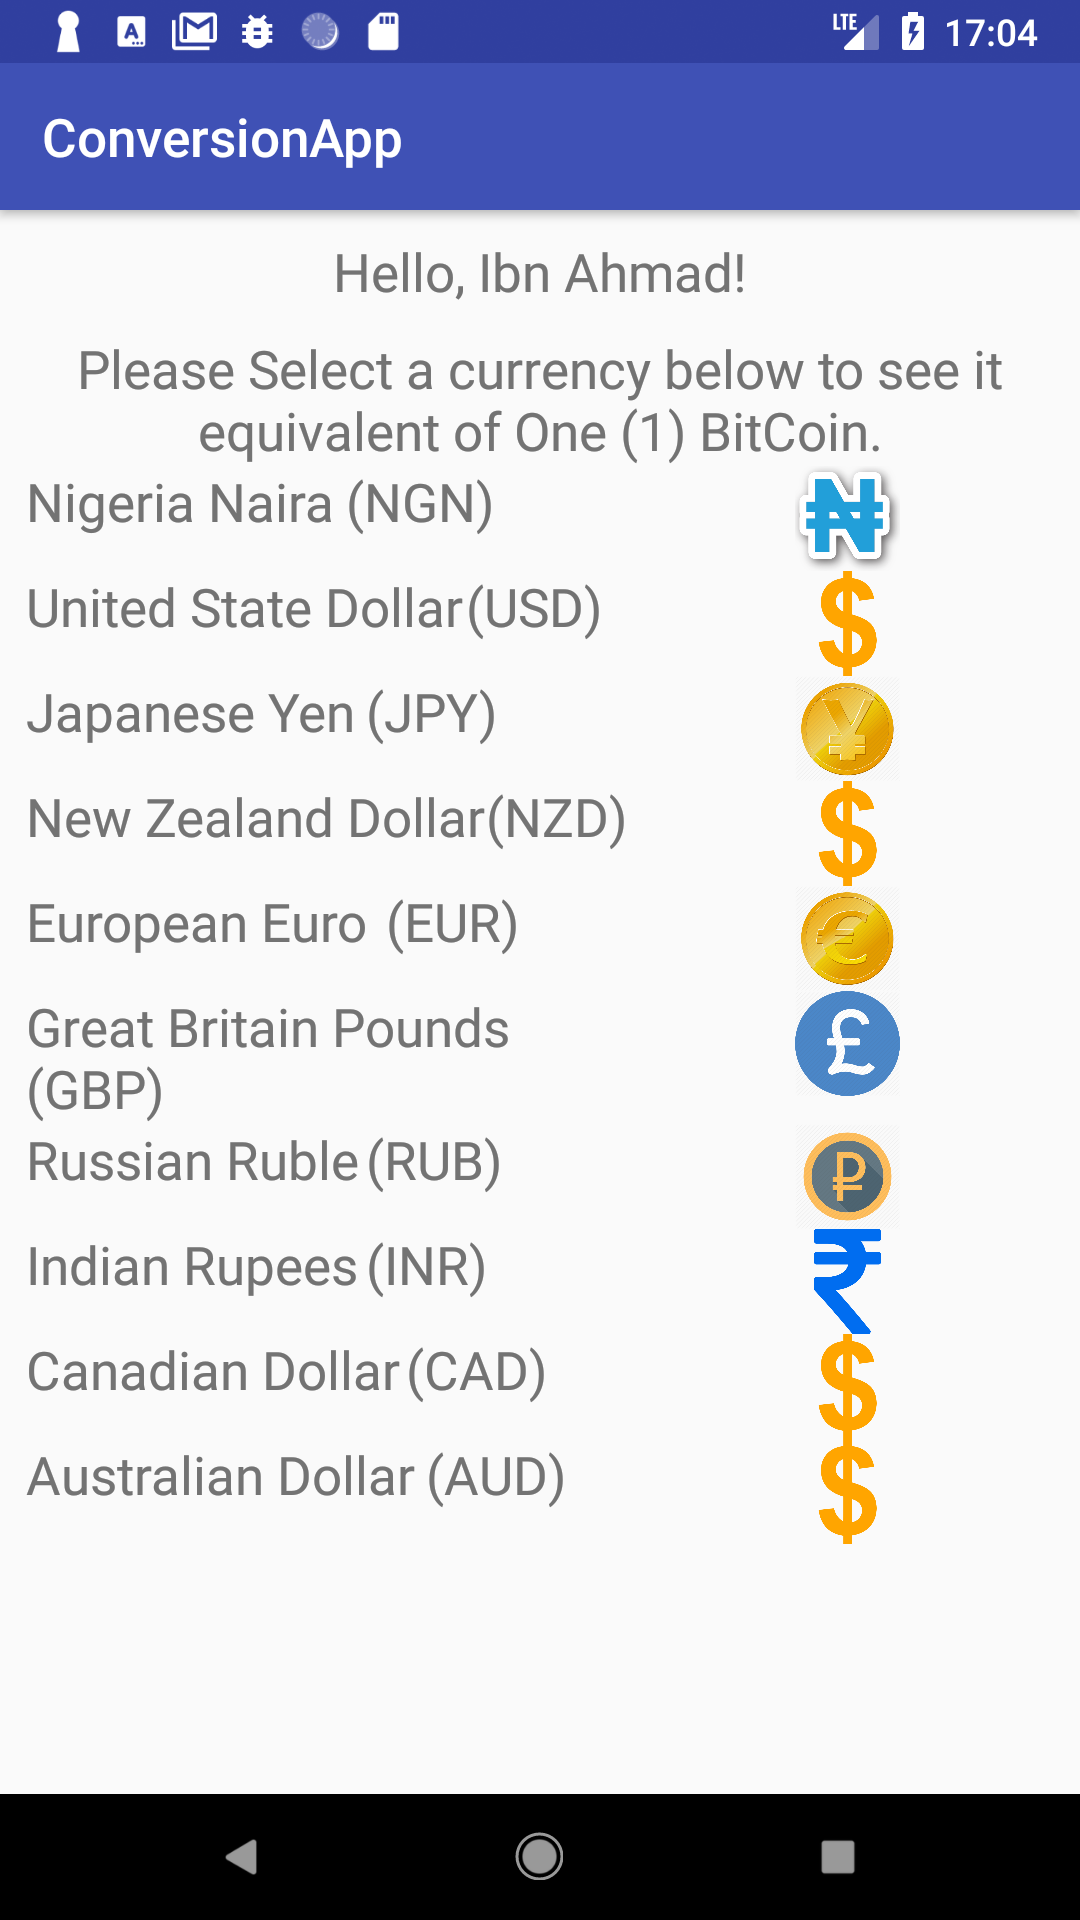 LTE 17:04
ConversionApp
Hello, Ibn Ahmad!
Please Select a currency below to see it
equivalent of One (1) BitCoin.
Nigeria Naira (NGN) ₦
United State Dollar(USD) $
Japanese Yen (JPY) ¥
New Zealand Dollar(NZD) $
European Euro (EUR) €
Great Britain Pounds £
(GBP)
Russian Ruble (RUB) ₽
Indian Rupees (INR) ₹
Canadian Dollar (CAD) $
Australian Dollar (AUD) $